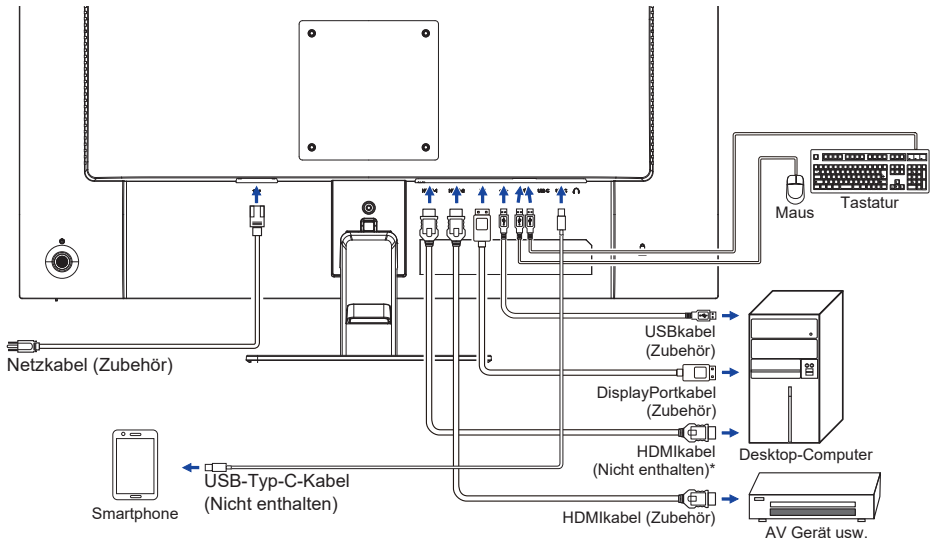 Maus
Tastatur
USBkabel
(Zubehör)
Netzkabel (Zubehör)
DisplayPortkabel
(Zubehör)
HDMIkabel
(Nicht enthalten)*
Desktop-Computer
USB-Typ-C-Kabel
(Nicht enthalten)
Smartphone
HDMIkabel (Zubehör)
AV Gerät usw.